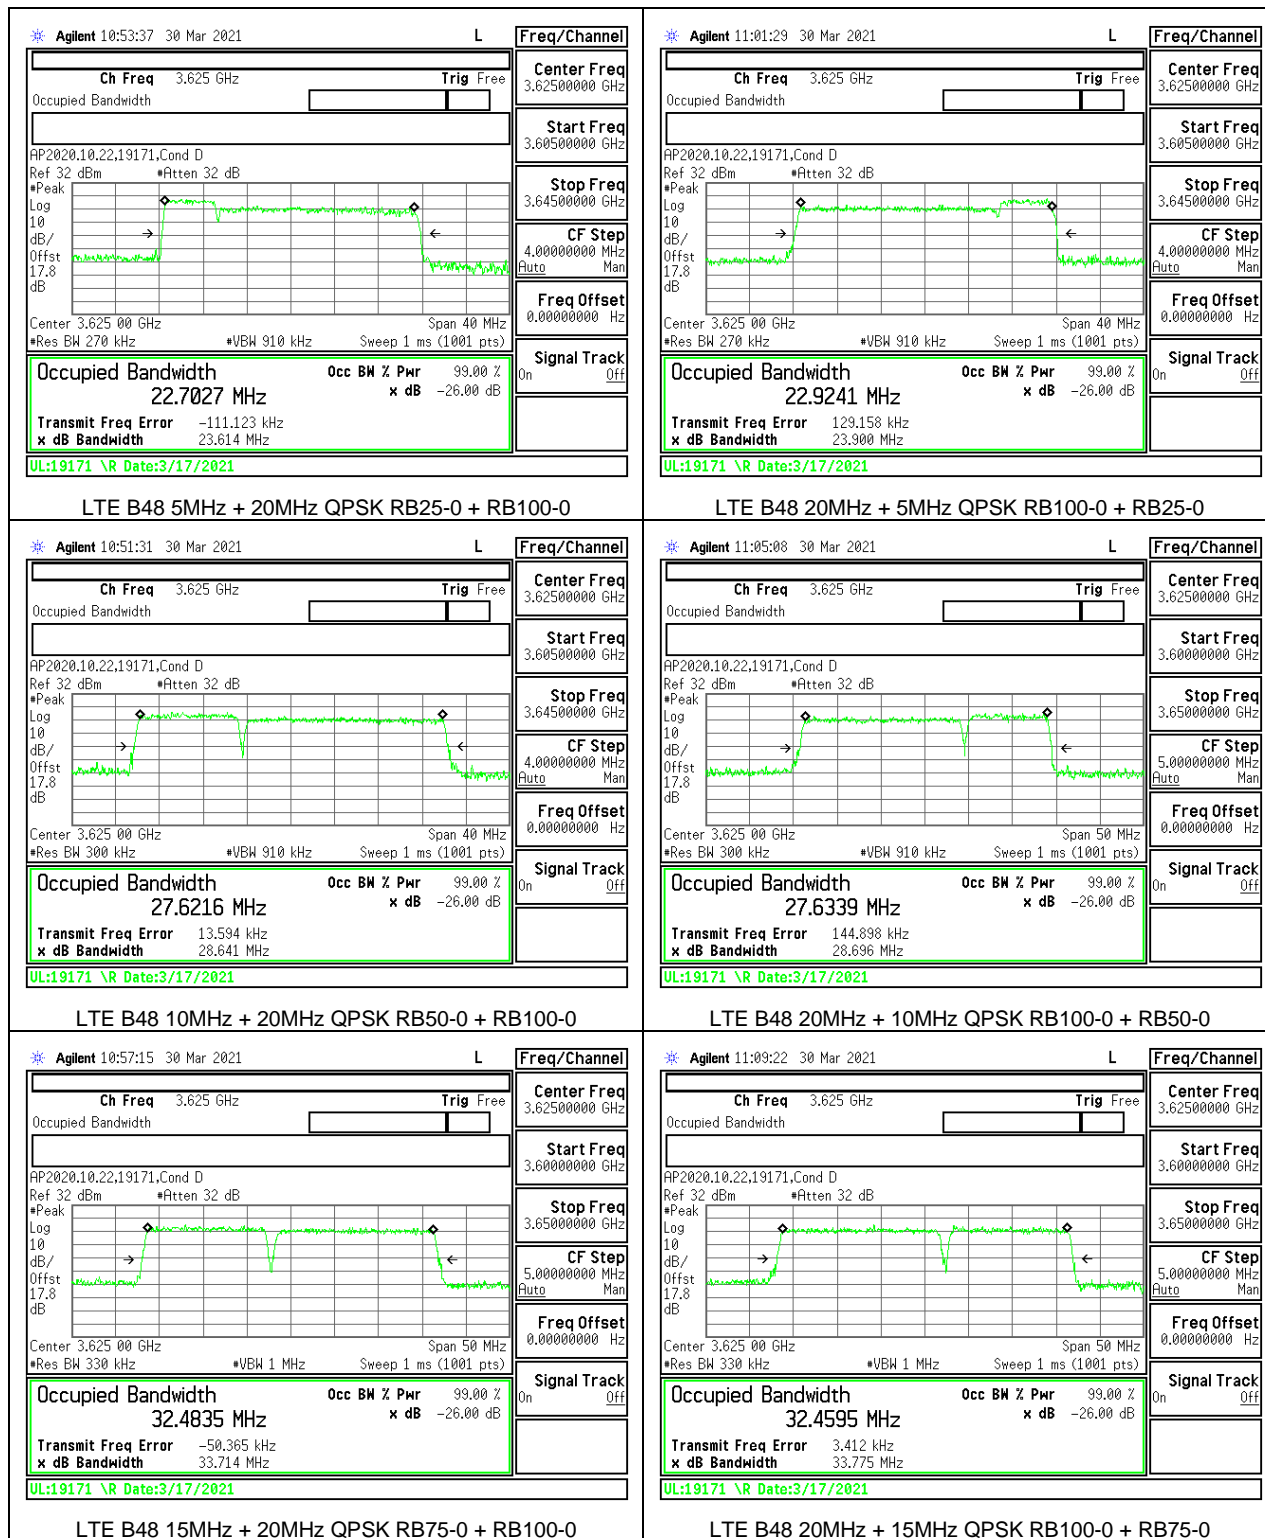 Agilent 10:53:37 30 Mar 2021 L Freq/Channel
Ch Freq 3.625 GHz Trig Free
Occupied Bandwidth
Center Freq
3.62500000 GHz
Start Freq
3.60500000 GHz
AP2020.10.22,19171,Cond D
Ref 32 dBm #Atten 32 dB
#Peak
Log
10
dB/
Offst
17.8
dB
Stop Freq
3.64500000 GHz
CF Step
4.00000000 MHz
Auto Man
Freq Offset
0.00000000 Hz
Center 3.625 00 GHz Span 40 MHz
#Res BW 270 kHz #VBW 910 kHz Sweep 1 ms (1001 pts)
Signal Track
On Off
Occupied Bandwidth Occ BW % Pwr 99.00 %
22.7027 MHz x dB -26.00 dB
Transmit Freq Error -111.123 kHz
x dB Bandwidth 23.614 MHz
UL:19171 \R Date:3/17/2021
LTE B48 5MHz + 20MHz QPSK RB25-0 + RB100-0
Agilent 11:01:29 30 Mar 2021 L Freq/Channel
Ch Freq 3.625 GHz Trig Free
Occupied Bandwidth
Center Freq
3.62500000 GHz
Start Freq
3.60500000 GHz
AP2020.10.22,19171,Cond D
Ref 32 dBm #Atten 32 dB
#Peak
Log
10
dB/
Offst
17.8
dB
Stop Freq
3.64500000 GHz
CF Step
4.00000000 MHz
Auto Man
Freq Offset
0.00000000 Hz
Center 3.625 00 GHz Span 40 MHz
#Res BW 270 kHz #VBW 910 kHz Sweep 1 ms (1001 pts)
Signal Track
On Off
Occupied Bandwidth Occ BW % Pwr 99.00 %
22.9241 MHz x dB -26.00 dB
Transmit Freq Error 129.158 kHz
x dB Bandwidth 23.900 MHz
UL:19171 \R Date:3/17/2021
LTE B48 20MHz + 5MHz QPSK RB100-0 + RB25-0
Agilent 10:51:31 30 Mar 2021 L Freq/Channel
Ch Freq 3.625 GHz Trig Free
Occupied Bandwidth
Center Freq
3.62500000 GHz
Start Freq
3.60500000 GHz
AP2020.10.22,19171,Cond D
Ref 32 dBm #Atten 32 dB
#Peak
Log
10
dB/
Offst
17.8
dB
Stop Freq
3.64500000 GHz
CF Step
4.00000000 MHz
Auto Man
Freq Offset
0.00000000 Hz
Center 3.625 00 GHz Span 40 MHz
#Res BW 300 kHz #VBW 910 kHz Sweep 1 ms (1001 pts)
Signal Track
On Off
Occupied Bandwidth Occ BW % Pwr 99.00 %
27.6216 MHz x dB -26.00 dB
Transmit Freq Error 13.594 kHz
x dB Bandwidth 28.641 MHz
UL:19171 \R Date:3/17/2021
LTE B48 10MHz + 20MHz QPSK RB50-0 + RB100-0
Agilent 11:05:08 30 Mar 2021 L Freq/Channel
Ch Freq 3.625 GHz Trig Free
Occupied Bandwidth
Center Freq
3.62500000 GHz
Start Freq
3.60000000 GHz
AP2020.10.22,19171,Cond D
Ref 32 dBm #Atten 32 dB
#Peak
Log
10
dB/
Offst
17.8
dB
Stop Freq
3.65000000 GHz
CF Step
5.00000000 MHz
Auto Man
Freq Offset
0.00000000 Hz
Center 3.625 00 GHz Span 50 MHz
#Res BW 300 kHz #VBW 910 kHz Sweep 1 ms (1001 pts)
Signal Track
On Off
Occupied Bandwidth Occ BW % Pwr 99.00 %
27.6339 MHz x dB -26.00 dB
Transmit Freq Error 144.898 kHz
x dB Bandwidth 28.696 MHz
UL:19171 \R Date:3/17/2021
LTE B48 20MHz + 10MHz QPSK RB100-0 + RB50-0
Agilent 10:57:15 30 Mar 2021 L Freq/Channel
Ch Freq 3.625 GHz Trig Free
Occupied Bandwidth
Center Freq
3.62500000 GHz
Start Freq
3.60000000 GHz
AP2020.10.22,19171,Cond D
Ref 32 dBm #Atten 32 dB
#Peak
Log
10
dB/
Offst
17.8
dB
Stop Freq
3.65000000 GHz
CF Step
5.00000000 MHz
Auto Man
Freq Offset
0.00000000 Hz
Center 3.625 00 GHz Span 50 MHz
#Res BW 330 kHz #VBW 1 MHz Sweep 1 ms (1001 pts)
Signal Track
On Off
Occupied Bandwidth Occ BW % Pwr 99.00 %
32.4835 MHz x dB -26.00 dB
Transmit Freq Error -50.365 kHz
x dB Bandwidth 33.714 MHz
UL:19171 \R Date:3/17/2021
LTE B48 15MHz + 20MHz QPSK RB75-0 + RB100-0
Agilent 11:09:22 30 Mar 2021 L Freq/Channel
Ch Freq 3.625 GHz Trig Free
Occupied Bandwidth
Center Freq
3.62500000 GHz
Start Freq
3.60000000 GHz
AP2020.10.22,19171,Cond D
Ref 32 dBm #Atten 32 dB
#Peak
Log
10
dB/
Offst
17.8
dB
Stop Freq
3.65000000 GHz
CF Step
5.00000000 MHz
Auto Man
Freq Offset
0.00000000 Hz
Center 3.625 00 GHz Span 50 MHz
#Res BW 330 kHz #VBW 1 MHz Sweep 1 ms (1001 pts)
Signal Track
On Off
Occupied Bandwidth Occ BW % Pwr 99.00 %
32.4595 MHz x dB -26.00 dB
Transmit Freq Error 3.412 kHz
x dB Bandwidth 33.775 MHz
UL:19171 \R Date:3/17/2021
LTE B48 20MHz + 15MHz QPSK RB100-0 + RB75-0